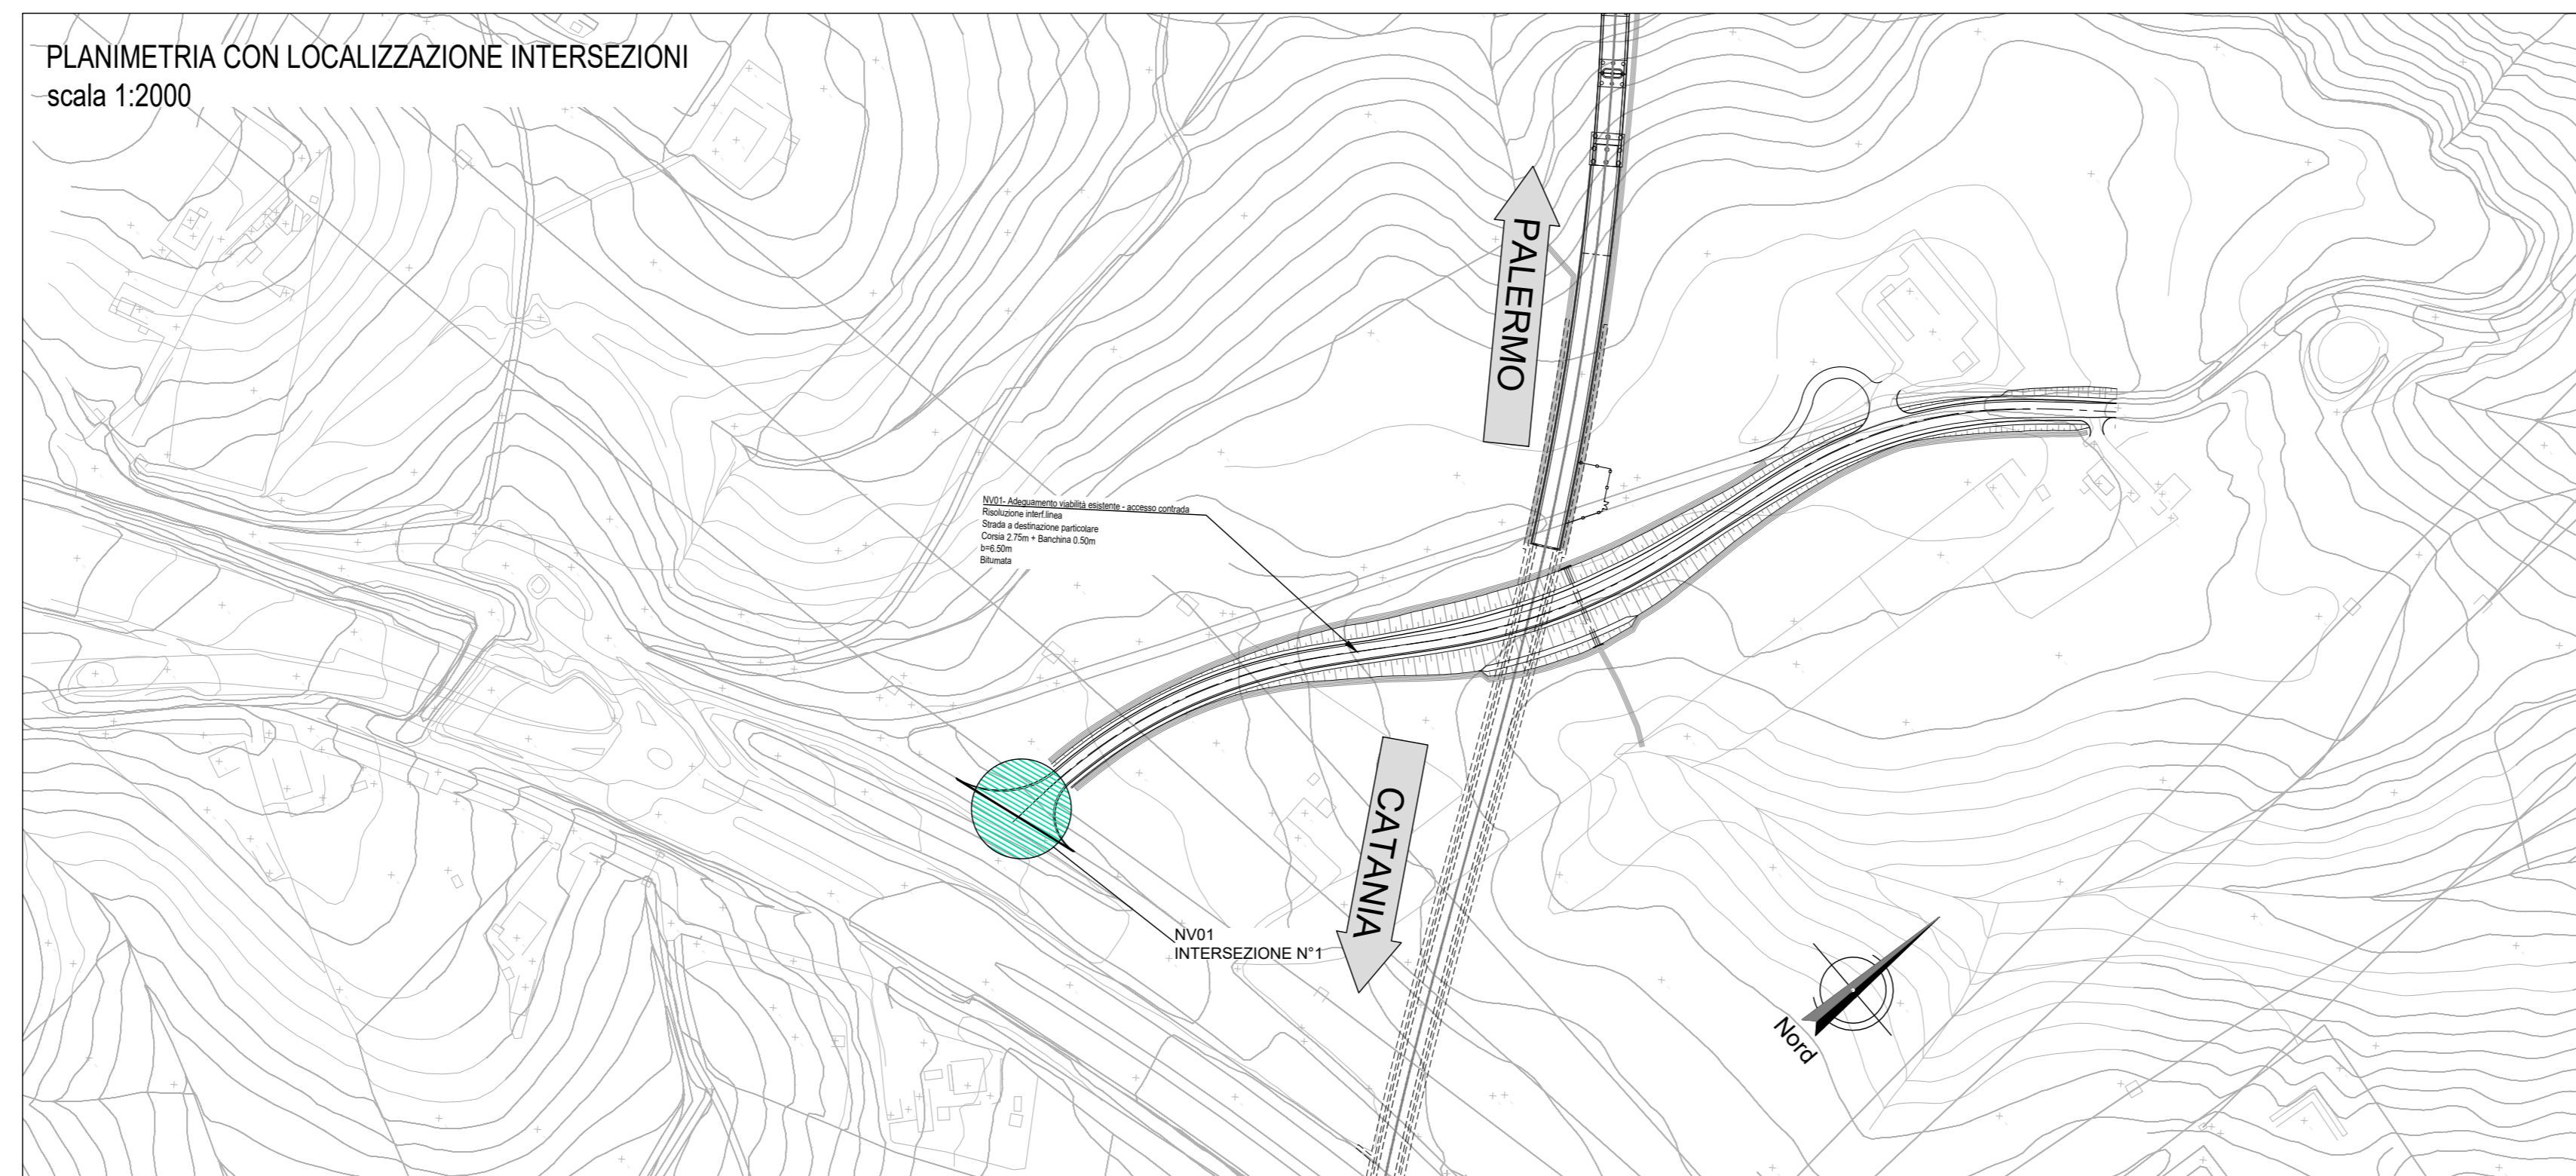 PLANIMETRIA CON LOCALIZZAZIONE INTERSEZIONI
scala 1:2000
PALERMO
NV01- Adeguamento viabilità esistente - accesso contrada
Risoluzione interf.linea
Strada a destinazione particolare
Corsia 2.75m + Banchina 0.50m
b=6.50m
Bitumata
CATANIA
NV01
INTERSEZIONE N°1
Nord